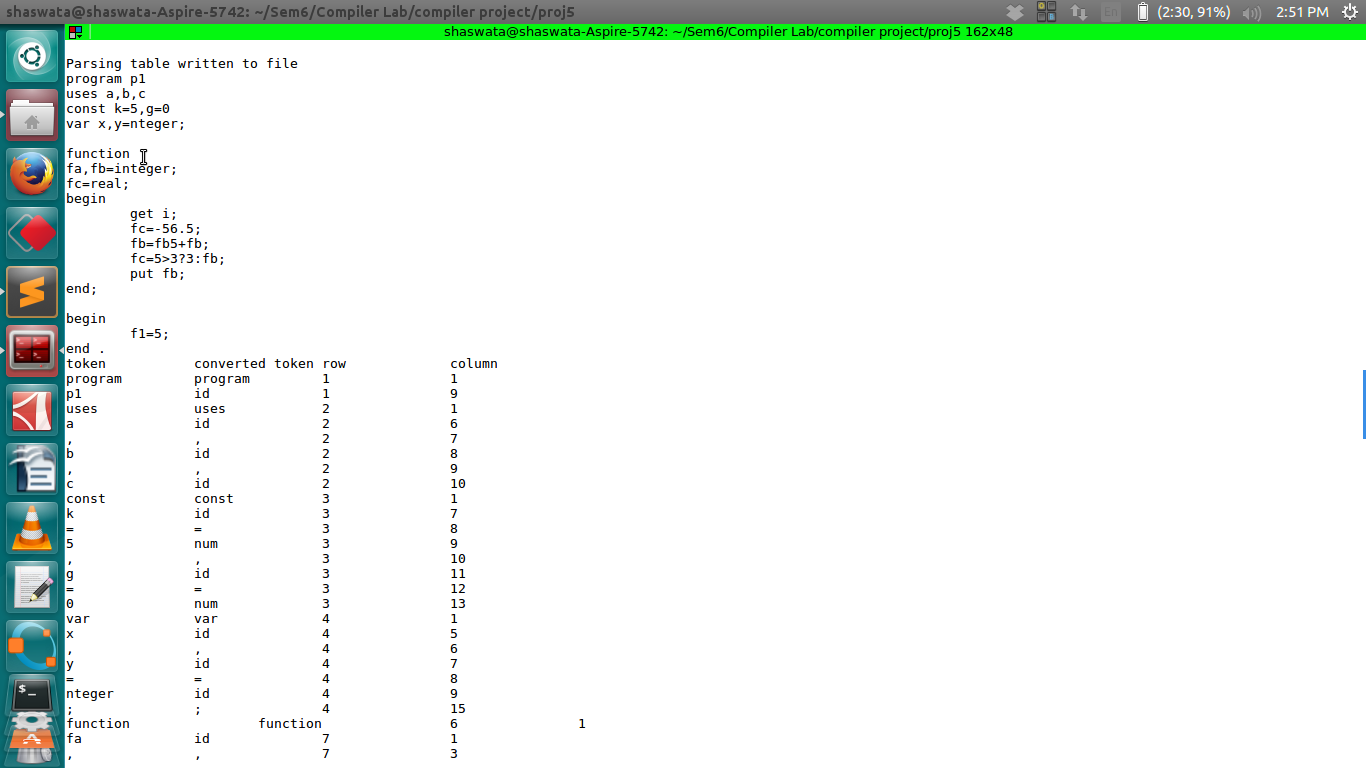 shaswata@shaswata-Aspire-5742: ~/Sem6/Compiler Lab/compiler project/proj5 En (2:30, 91%) 2:51 PM
shaswata@shaswata-Aspire-5742: ~/Sem6/Compiler Lab/compiler project/proj5 162x48
Parsing table written to file
program p1
uses a,b,c
const k=5,g=0
var x,y=nteger;
function
fa,fb=integer;
fc=real;
begin
get i;
fc=-56.5;
fb=fb5+fb;
fc=5>3?3:fb;
put fb;
end;
begin
f1=5;
end .
token converted token row column
program program 1 1
p1 id 1 9
uses uses 2 1
a id 2 6
, , 2 7
b id 2 8
, , 2 9
c id 2 10
const const 3 1
k id 3 7
= = 3 8
5 num 3 9
, , 3 10
g id 3 11
= = 3 12
0 num 3 13
var var 4 1
x id 4 5
, , 4 6
y id 4 7
= = 4 8
nteger id 4 9
; ; 4 15
function function 6 1
fa id 7 1
, , 7 3